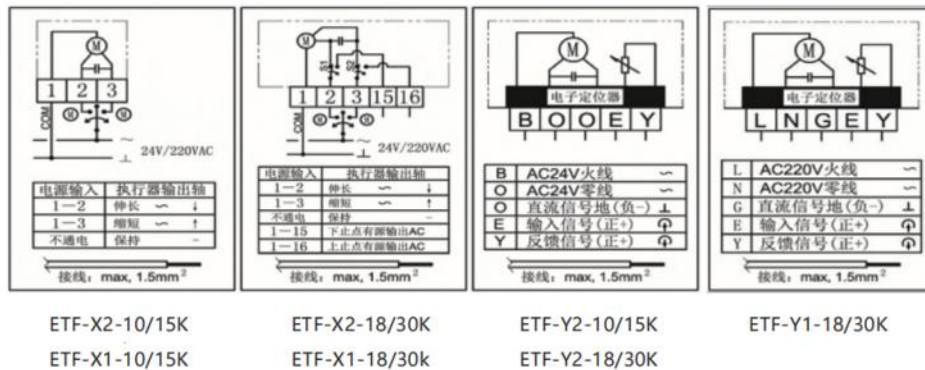 M
1 2 3
COM
M M
24V/220VAC
电源输入 执行器输出轴
1—2 伸长 ~ ↓
1—3 缩短 ~ ↑
不通电 保持 -
接线: max, 1.5mm²
ETF-X2-10/15K
ETF-X1-10/15K
M
S1 S2
1 2 3 15 16
COM
M M
24V/220VAC
电源输入 执行器输出轴
1—2 伸长 ~ ↓
1—3 缩短 ~ ↑
不通电 保持 -
1—15 下止点有源输出AC
1—16 上止点有源输出AC
接线: max, 1.5mm²
ETF-X2-18/30K
ETF-X1-18/30k
M
电子定位器
B O O E Y
B AC24V火线 ~
O AC24V零线 ~
O 直流信号地(负-) ⊥
E 输入信号(正+)
Y 反馈信号(正+)
接线: max, 1.5mm²
ETF-Y2-10/15K
ETF-Y2-18/30K
M
电子定位器
L N G E Y
L AC220V火线 ~
N AC220V零线 ~
G 直流信号地(负-) ⊥
E 输入信号(正+)
Y 反馈信号(正+)
接线: max, 1.5mm²
ETF-Y1-18/30K